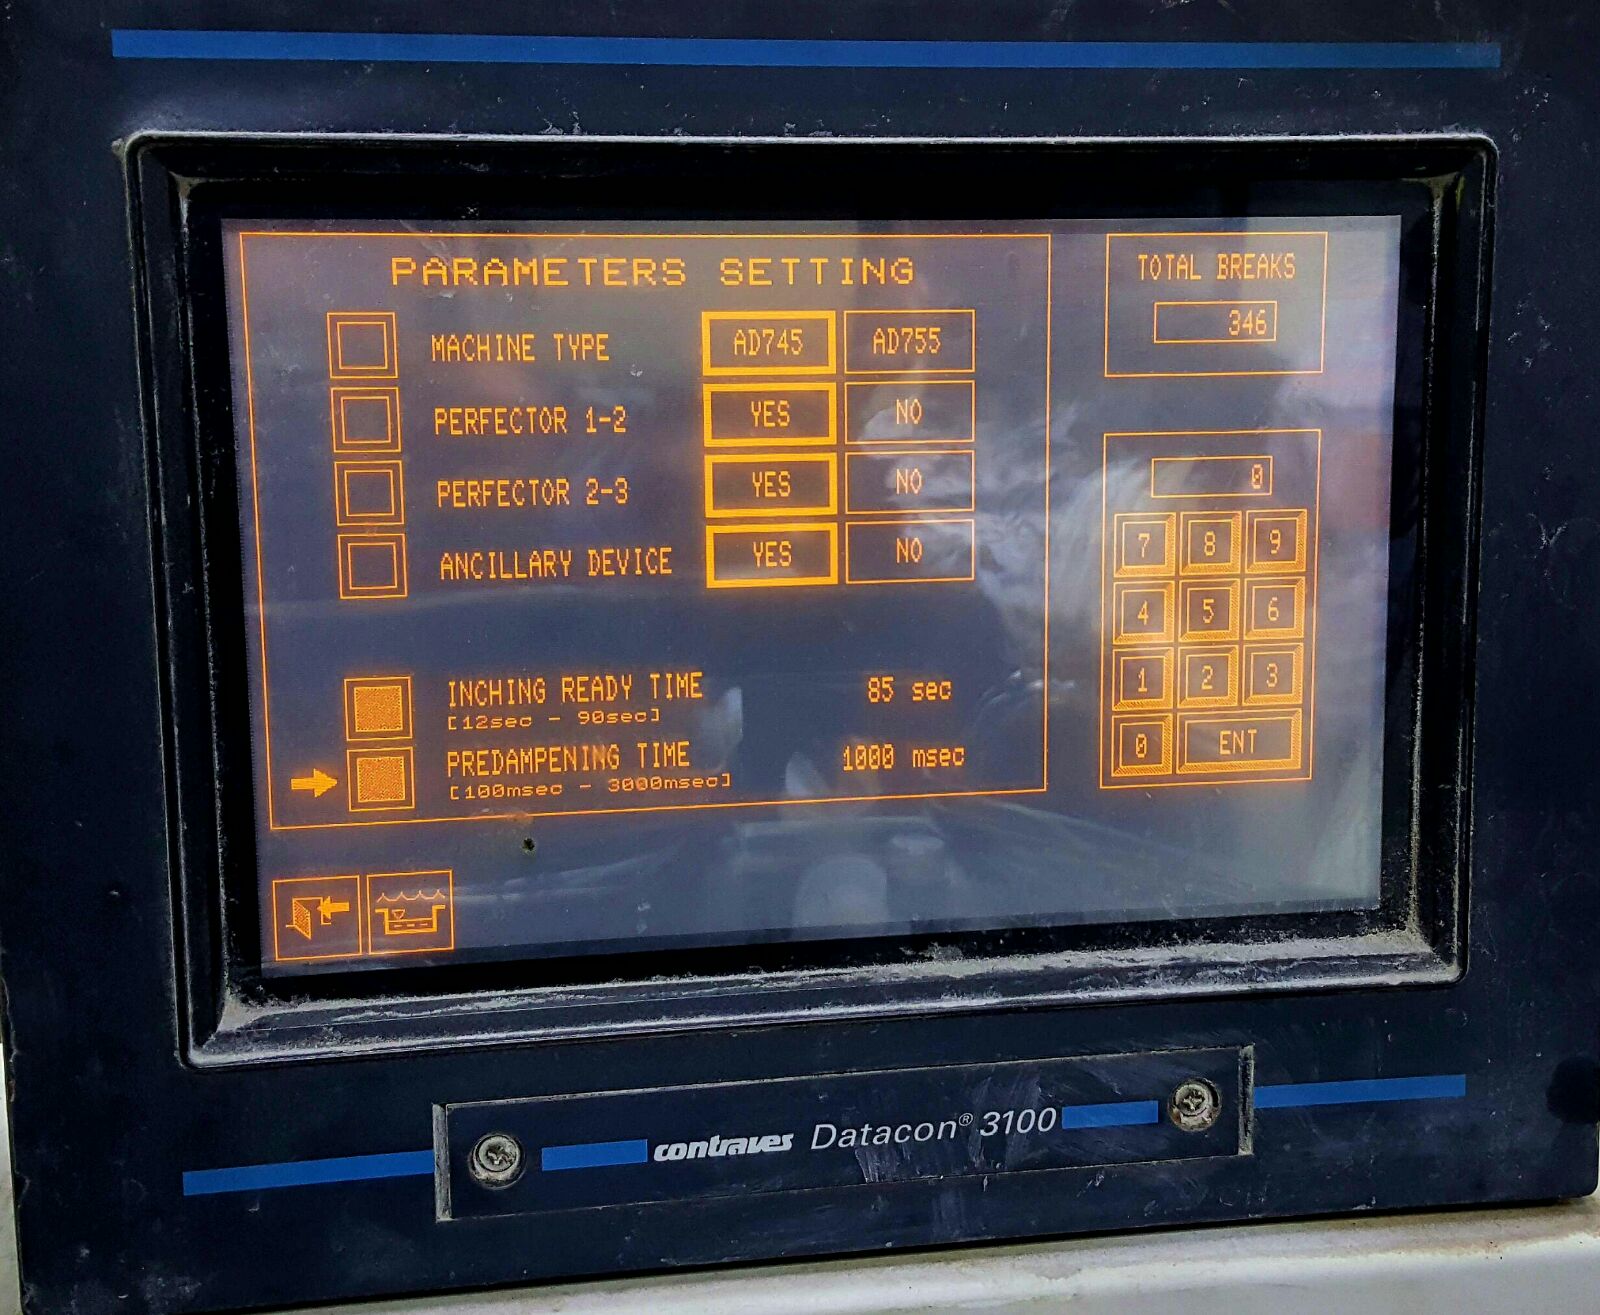 PARAMETERS SETTING
MACHINE TYPE AD745 AD755
PERFECTOR 1-2 YES NO
PERFECTOR 2-3 YES NO
ANCILLARY DEVICE YES NO
INCHING READY TIME 85 sec
[12sec - 90sec]
PREDAMPENING TIME 1000 msec
[100msec - 3000msec]
TOTAL BREAKS
346
0
7 8 9
4 5 6
1 2 3
0 ENT
contraves Datacon® 3100